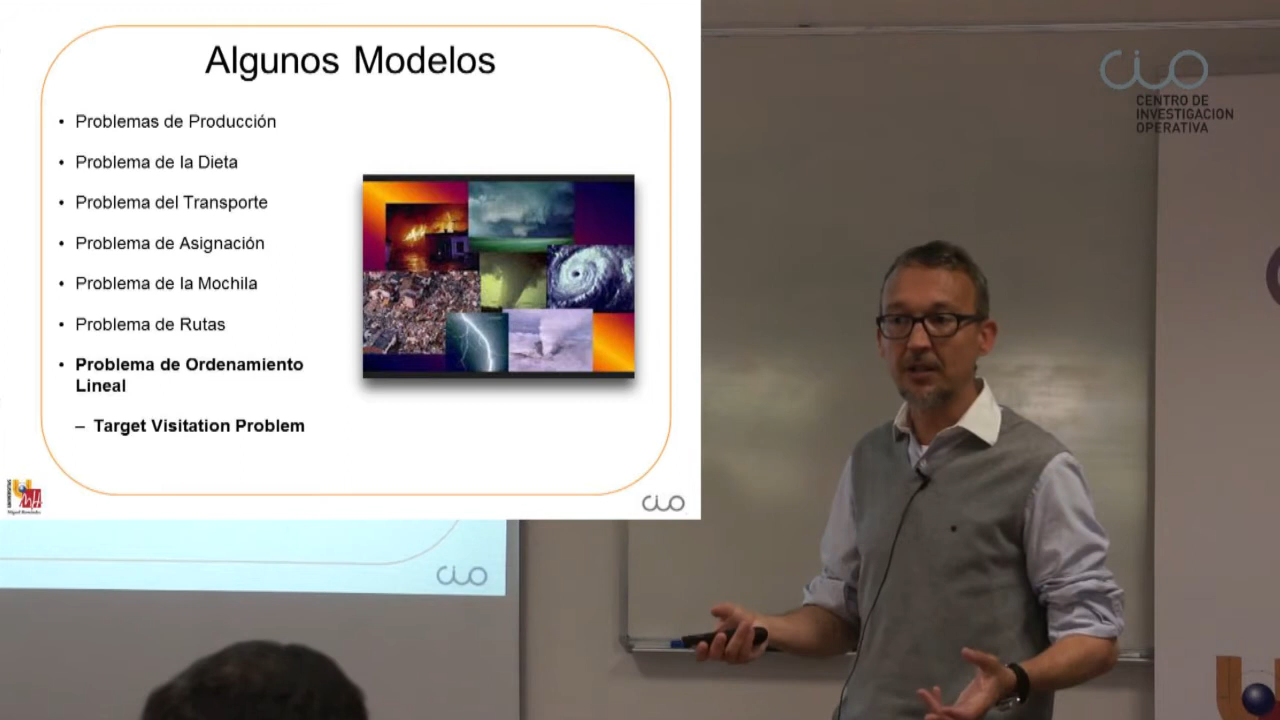 Algunos Modelos
• Problemas de Producción
• Problema de la Dieta
• Problema del Transporte
• Problema de Asignación
• Problema de la Mochila
• Problema de Rutas
• Problema de Ordenamiento
Lineal
– Target Visitation Problem
CIO
CIO
CIO
CENTRO DE
INVESTIGACION
OPERATIVA